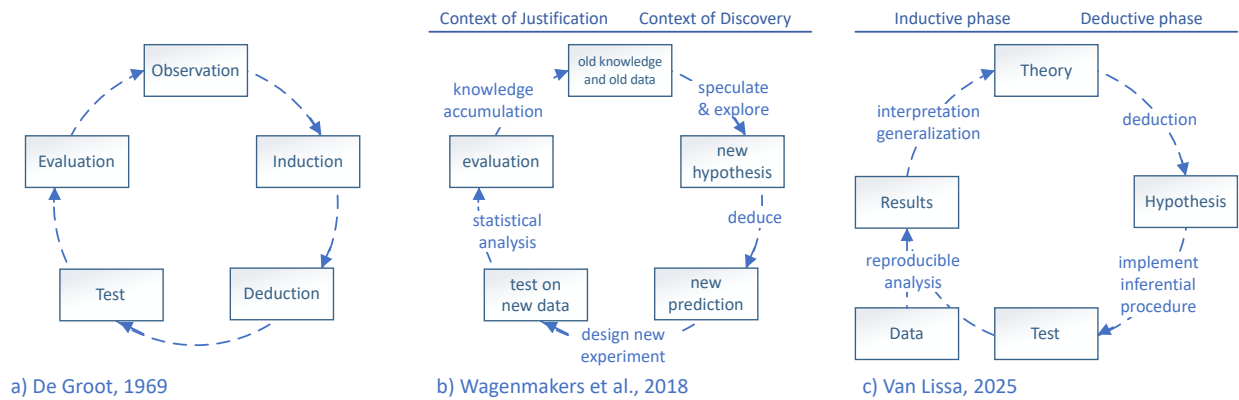 Observation
Induction
Deduction
Test
Evaluation
a) De Groot, 1969
Context of Justification
Context of Discovery
old knowledge
and old data
speculate
& explore
new
hypothesis
deduce
new
prediction
design new
experiment
test on
new data
statistical
analysis
evaluation
knowledge
accumulation
b) Wagenmakers et al., 2018
Inductive phase
Deductive phase
Theory
deduction
Hypothesis
implement
inferential
procedure
Test
Data
reproducible
analysis
Results
interpretation
generalization
c) Van Lissa, 2025